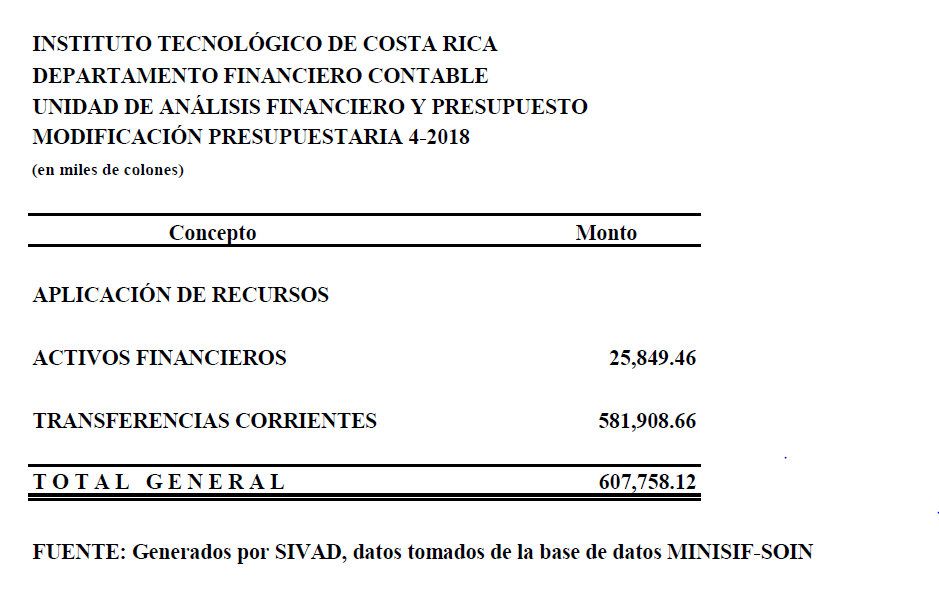 INSTITUTO TECNOLÓGICO DE COSTA RICA
DEPARTAMENTO FINANCIERO CONTABLE
UNIDAD DE ANÁLISIS FINANCIERO Y PRESUPUESTO
MODIFICACIÓN PRESUPUESTARIA 4-2018
(en miles de colones)
Concepto Monto
APLICACIÓN DE RECURSOS
ACTIVOS FINANCIEROS 25,849.46
TRANSFERENCIAS CORRIENTES 581,908.66
T O T A L G E N E R A L 607,758.12
FUENTE: Generados por SIVAD, datos tomados de la base de datos MINISIF-SOIN